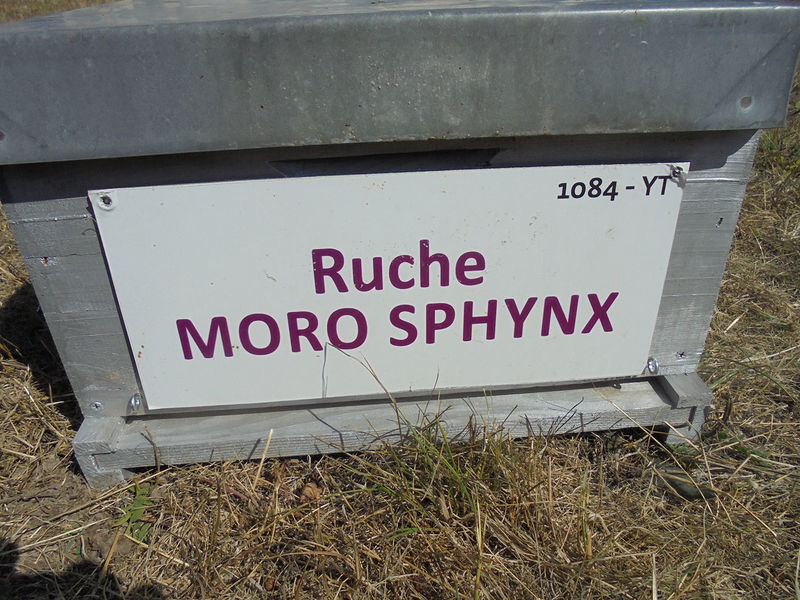 1084 - YT
Ruche
MORO SPHYNX